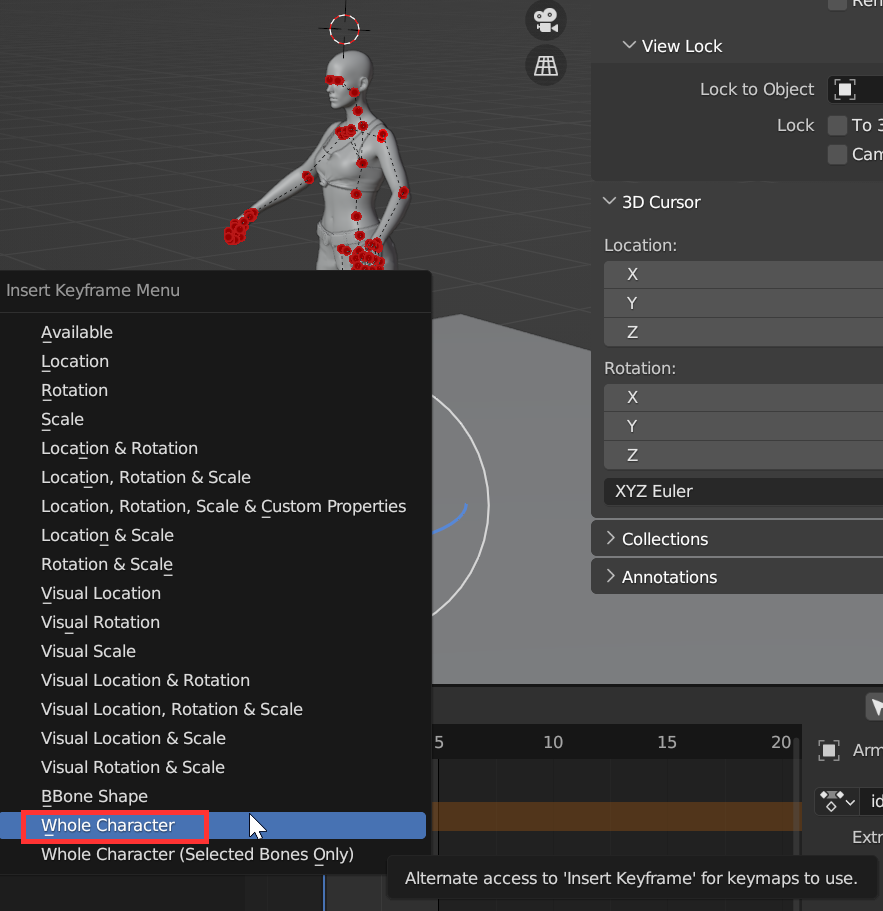 View Lock
Lock to Object
Lock
To 3
Cam
3D Cursor
Location:
X
Y
Z
Rotation:
X
Y
Z
XYZ Euler
Collections
Annotations
Insert Keyframe Menu
Available
Location
Rotation
Scale
Location & Rotation
Location, Rotation & Scale
Location, Rotation, Scale & Custom Properties
Location & Scale
Rotation & Scale
Visual Location
Visual Rotation
Visual Scale
Visual Location & Rotation
Visual Location, Rotation & Scale
Visual Location & Scale
Visual Rotation & Scale
BBone Shape
Whole Character
Whole Character (Selected Bones Only)
5 10 15 20
Arm
id
Extr
Alternate access to 'Insert Keyframe' for keymaps to use.